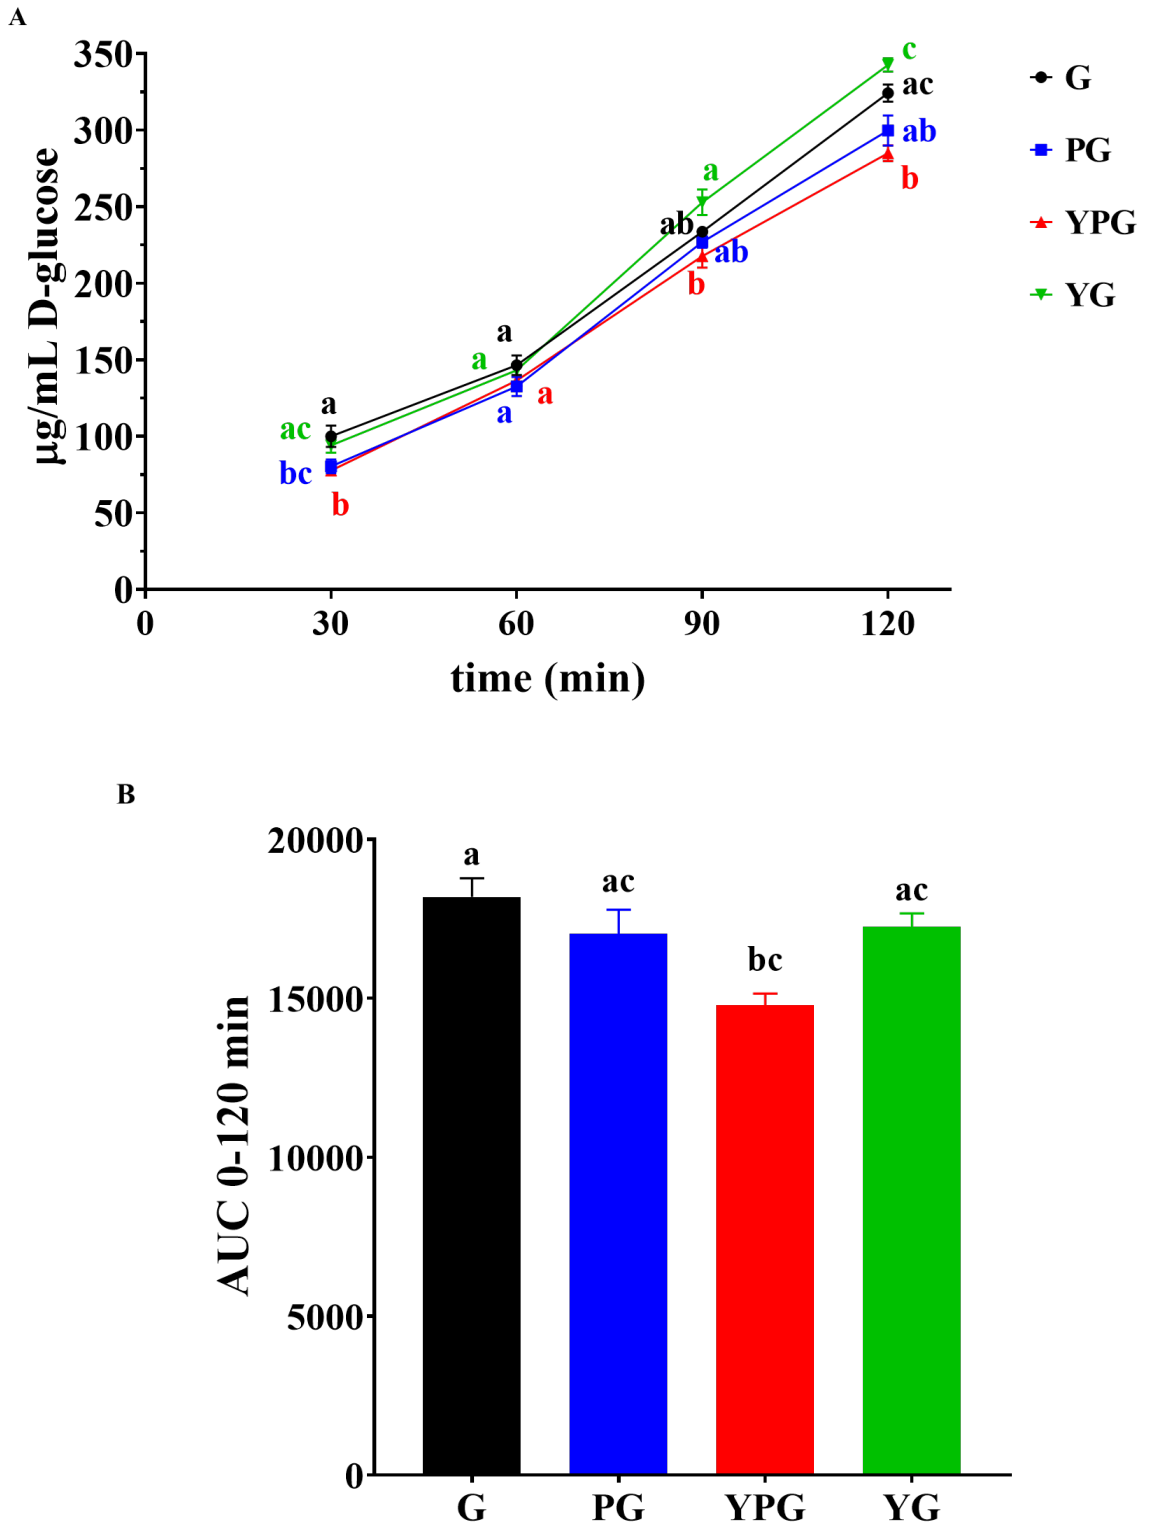 A
350
300
250
200
150
100
50
0
µg/mL D-glucose
0 30 60 90 120
time (min)
a
ac
bc
b
a
a
a
a
a
ab
ab
b
c
ac
ab
b
G
PG
YPG
YG
B
20000
15000
10000
5000
0
AUC 0-120 min
a
ac
bc
ac
G PG YPG YG